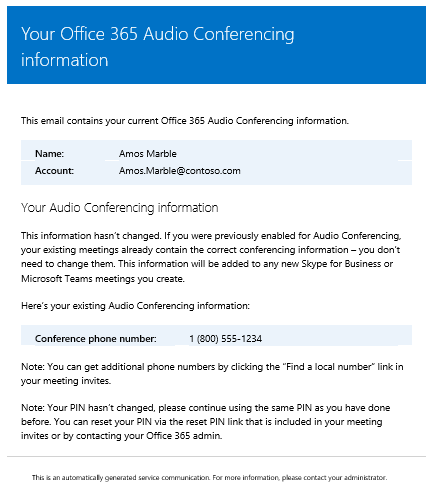 Your Office 365 Audio Conferencing
information
This email contains your current Office 365 Audio Conferencing information.
Name: Amos Marble
Account: Amos.Marble@contoso.com
Your Audio Conferencing information
This information hasn't changed. If you were previously enabled for Audio Conferencing,
your existing meetings already contain the correct conferencing information – you don't
need to change them. This information will be added to any new Skype for Business or
Microsoft Teams meetings you create.
Here's your existing Audio Conferencing information:
Conference phone number: 1 (800) 555-1234
Note: You can get additional phone numbers by clicking the "Find a local number" link in
your meeting invites.
Note: Your PIN hasn't changed, please continue using the same PIN as you have done
before. You can reset your PIN via the reset PIN link that is included in your meeting
invites or by contacting your Office 365 admin.
This is an automatically generated service communication. For more information, please contact your administrator.